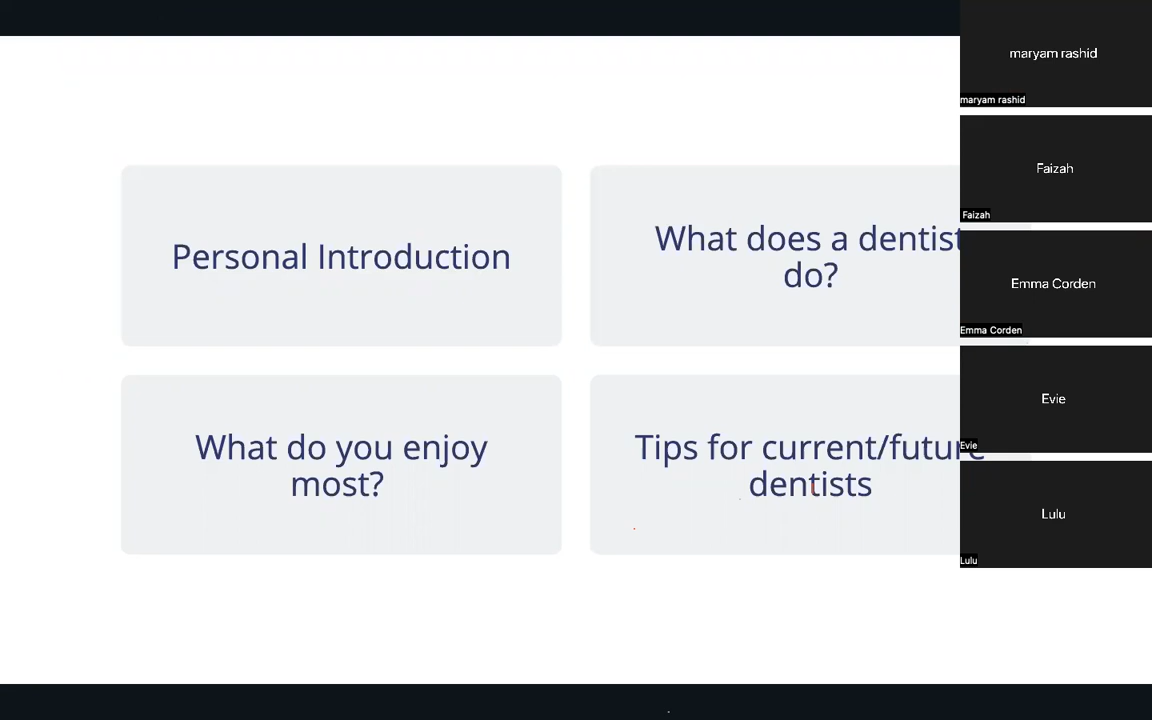 Personal Introduction
What does a dentist
do?
What do you enjoy
most?
Tips for current/future
dentists
maryam rashid
maryam rashid
Faizah
Faizah
Emma Corden
Emma Corden
Evie
Evie
Lulu
Lulu